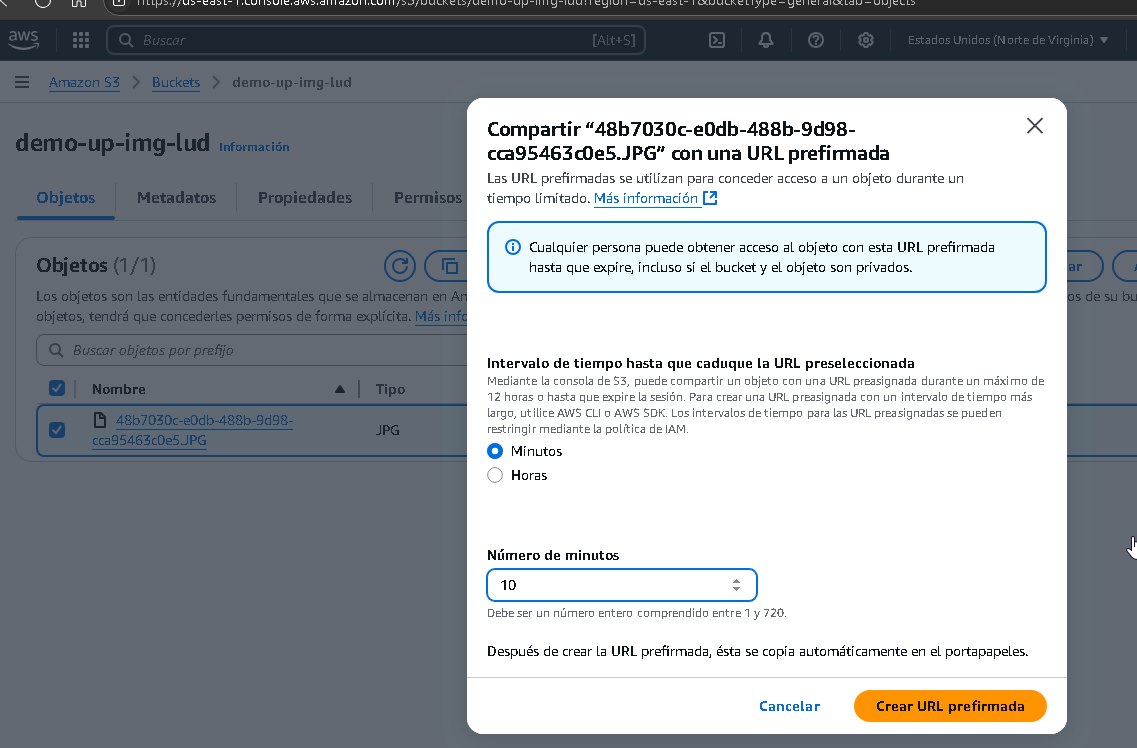 https://us-east-1.console.aws.amazon.com/s3/buckets/demo-up-img-lud?region=us-east-1&bucketType=general&tab=objects
aws
Buscar
[Alt+S]
Estados Unidos (Norte de Virginia)
Amazon S3
Buckets
demo-up-img-lud
demo-up-img-lud Información
Objetos
Metadatos
Propiedades
Permisos
Objetos (1/1)
Los objetos son las entidades fundamentales que se almacenan en
objetos, tendrá que concederles permisos de forma explícita. Más
Buscar objetos por prefijo
Nombre
Tipo
48b7030c-e0db-488b-9d98-
cca95463c0e5.JPG
JPG
Compartir “48b7030c-e0db-488b-9d98-
cca95463c0e5.JPG” con una URL prefirmada
Las URL prefirmadas se utilizan para conceder acceso a un objeto durante un
tiempo limitado. Más información
Cualquier persona puede obtener acceso al objeto con esta URL prefirmada
hasta que expire, incluso si el bucket y el objeto son privados.
Intervalo de tiempo hasta que caduque la URL preseleccionada
Mediante la consola de S3, puede compartir un objeto con una URL preasignada durante un máximo de
12 horas o hasta que expire la sesión. Para crear una URL preasignada con un intervalo de tiempo más
largo, utilice AWS CLI o AWS SDK. Los intervalos de tiempo para las URL preasignadas se pueden
restringir mediante la política de IAM.
Minutos
Horas
Número de minutos
10
Debe ser un número entero comprendido entre 1 y 720.
Después de crear la URL prefirmada, ésta se copia automáticamente en el portapapeles.
Cancelar
Crear URL prefirmada